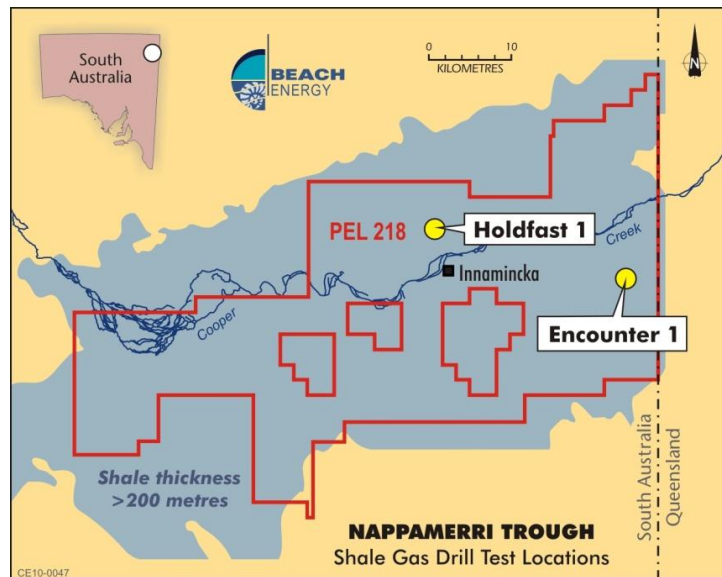 South
Australia
BEACH
ENERGY
0 10
KILOMETRES
N
PEL 218
Holdfast 1
Creek
Innamincka
Cooper
Encounter 1
Shale thickness
>200 metres
South Australia
Queensland
NAPPAMERRI TROUGH
Shale Gas Drill Test Locations
CE10-0047